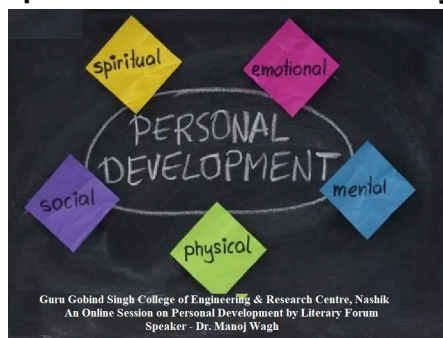 spiritual
emotional
PERSONAL
DEVELOPMENT
social
mental
physical
Guru Gobind Singh College of Engineering & Research Centre, Nashik
An Online Session on Personal Development by Literary Forum
Speaker - Dr. Manoj Wagh